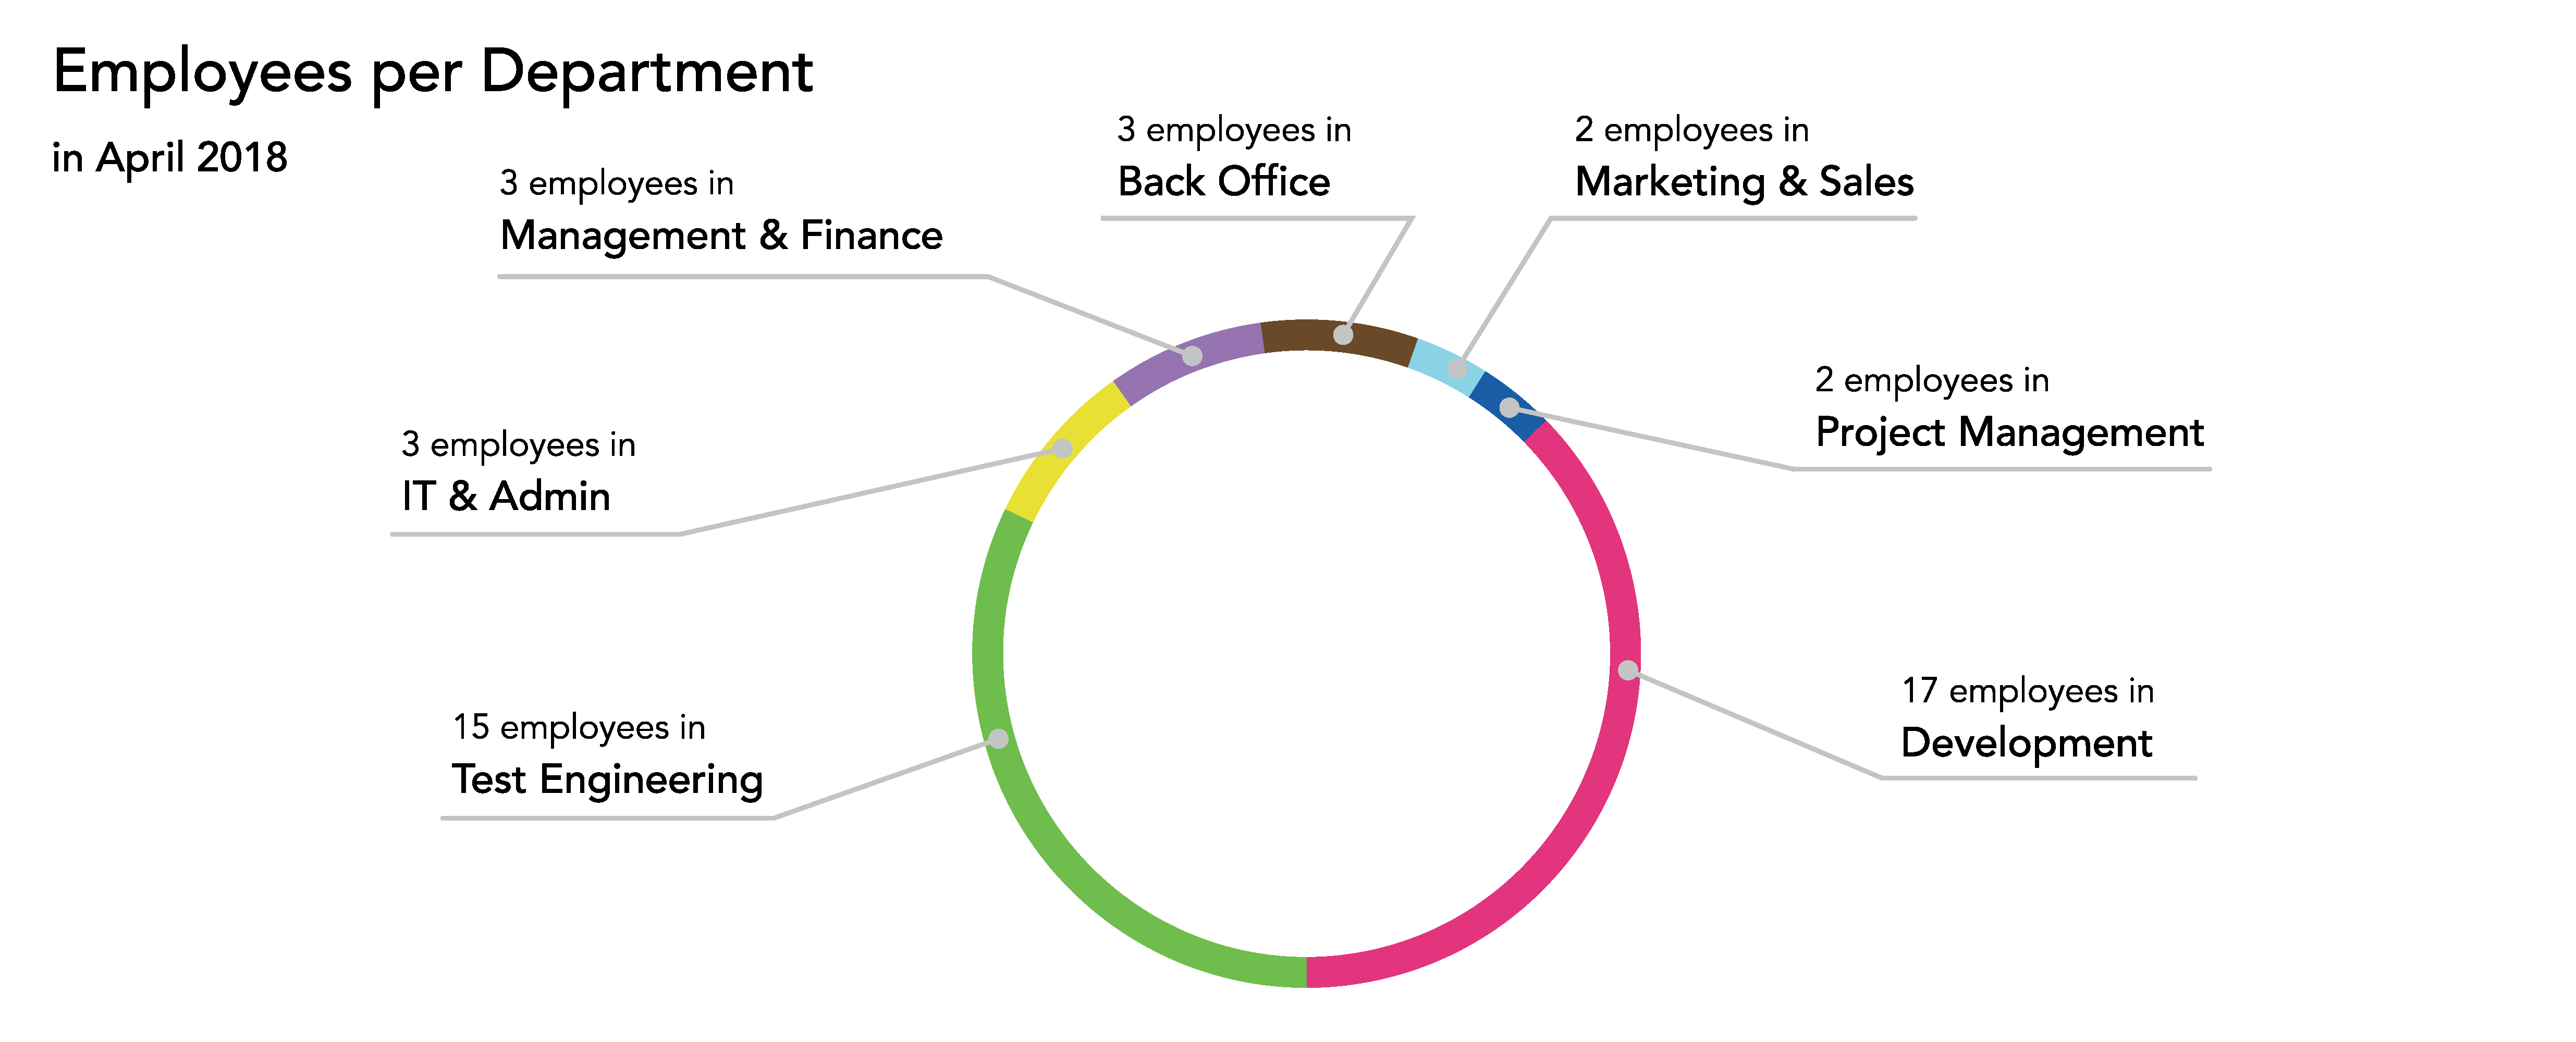 Employees per Department
in April 2018
3 employees in
Management & Finance
3 employees in
Back Office
2 employees in
Marketing & Sales
2 employees in
Project Management
3 employees in
IT & Admin
17 employees in
Development
15 employees in
Test Engineering